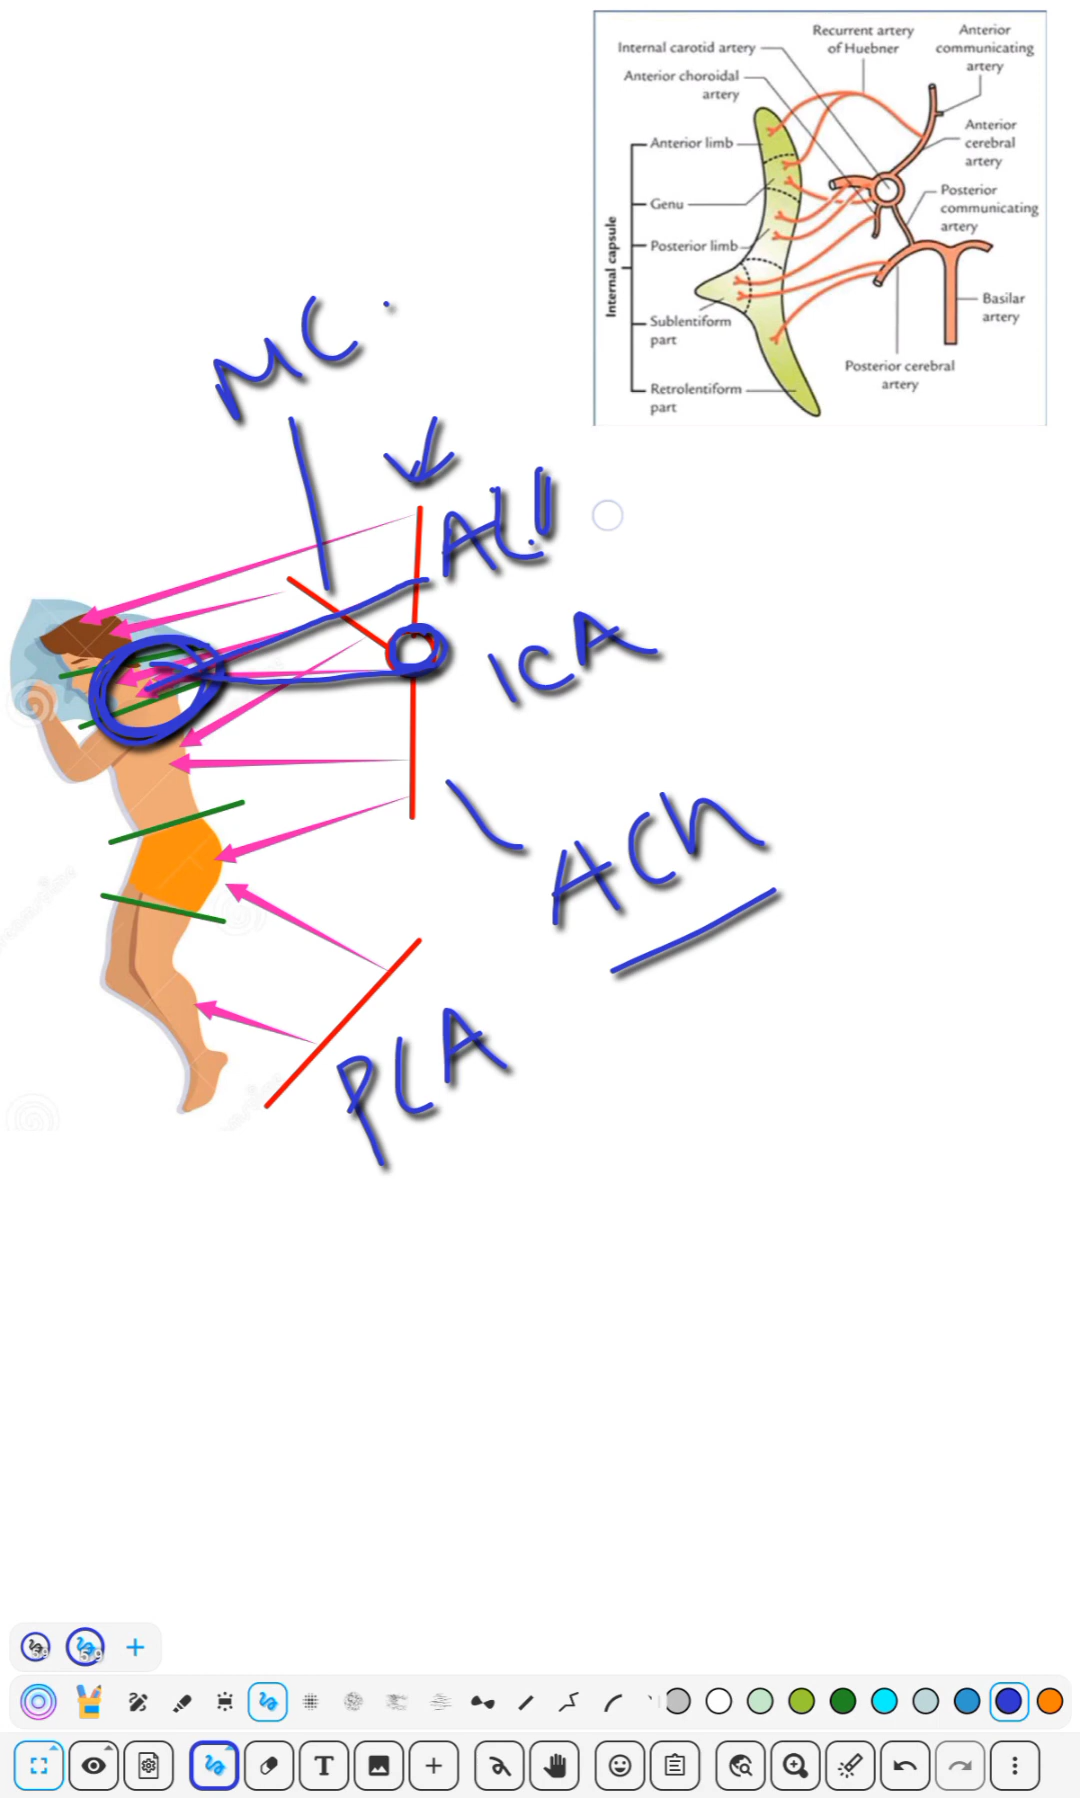 Recurrent artery
of Huebner
Anterior
communicating
artery
Internal carotid artery
Anterior choroidal
artery
Anterior limb
Anterior
cerebral
artery
Genu
Posterior
communicating
artery
Posterior limb
Internal capsule
Basilar
artery
Sublentiform
part
Posterior cerebral
artery
Retrolentiform
part
MC
ICA
ACh
PCA
T